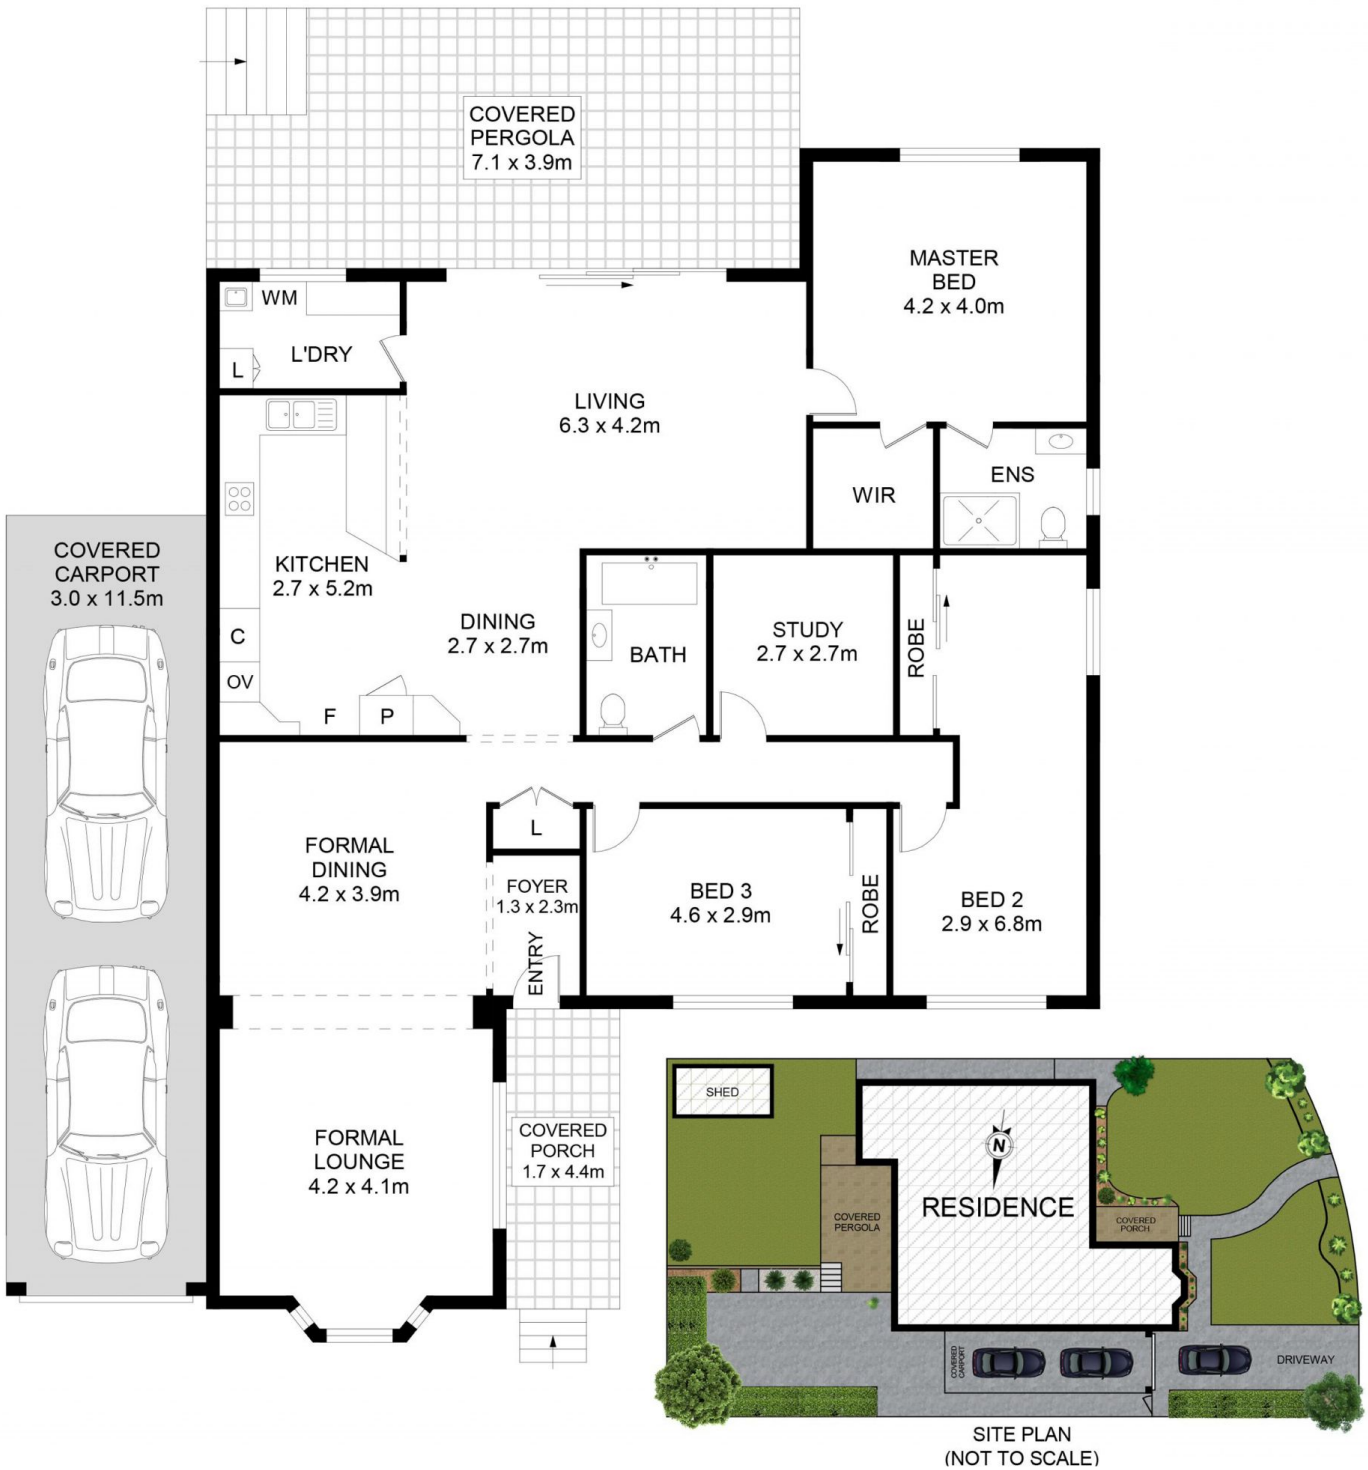 COVERED
PERGOLA
7.1 x 3.9m
MASTER
BED
4.2 x 4.0m
WM
L'DRY
L
LIVING
6.3 x 4.2m
WIR
ENS
COVERED
CARPORT
3.0 x 11.5m
KITCHEN
2.7 x 5.2m
C
OV
F
P
DINING
2.7 x 2.7m
BATH
STUDY
2.7 x 2.7m
ROBE
FORMAL
DINING
4.2 x 3.9m
L
FOYER
1.3 x 2.3m
ENTRY
BED 3
4.6 x 2.9m
ROBE
BED 2
2.9 x 6.8m
FORMAL
LOUNGE
4.2 x 4.1m
COVERED
PORCH
1.7 x 4.4m
SHED
N
RESIDENCE
COVERED
PERGOLA
COVERED
PORCH
COVERED
CARPORT
DRIVEWAY
SITE PLAN
(NOT TO SCALE)